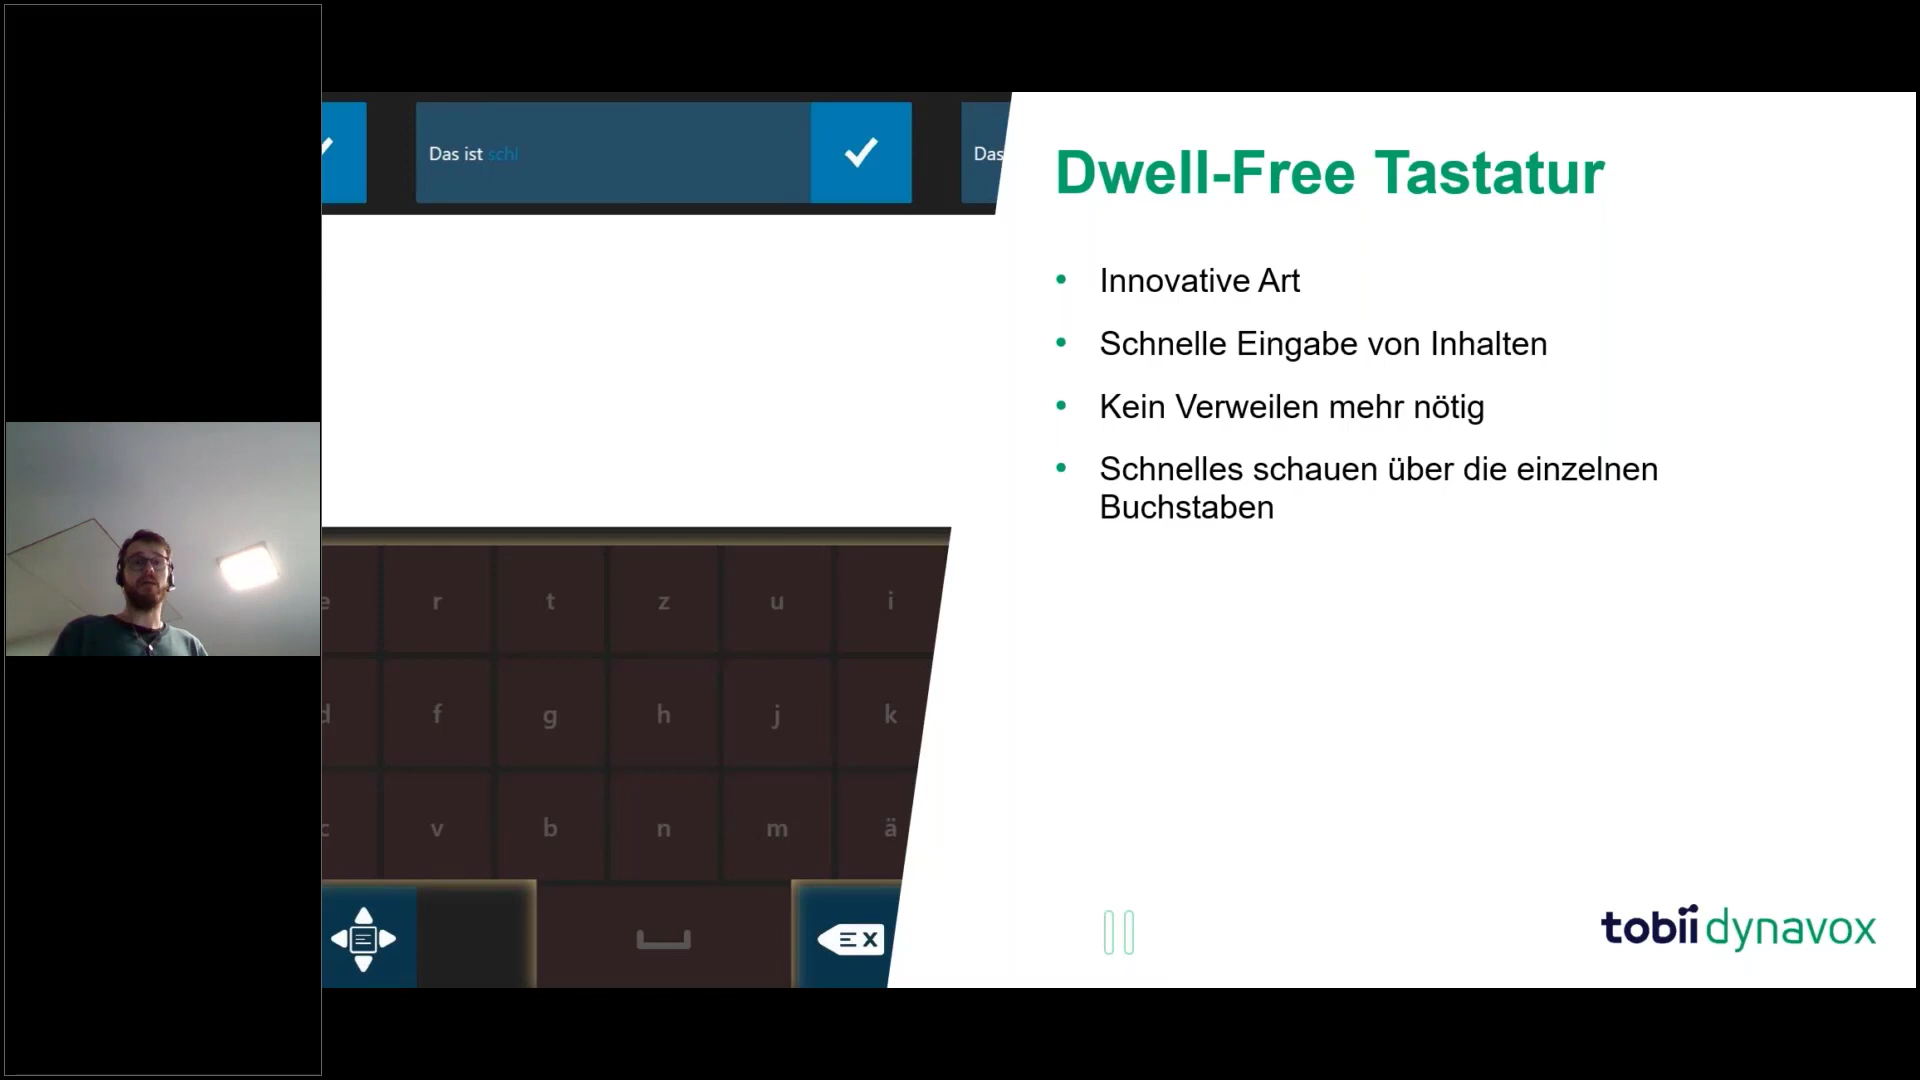 Das ist schl
Das
Dwell-Free Tastatur
• Innovative Art
• Schnelle Eingabe von Inhalten
• Kein Verweilen mehr nötig
• Schnelles schauen über die einzelnen
Buchstaben
e r t z u i
d f g h j k
c v b n m ä
X
tobii dynavox